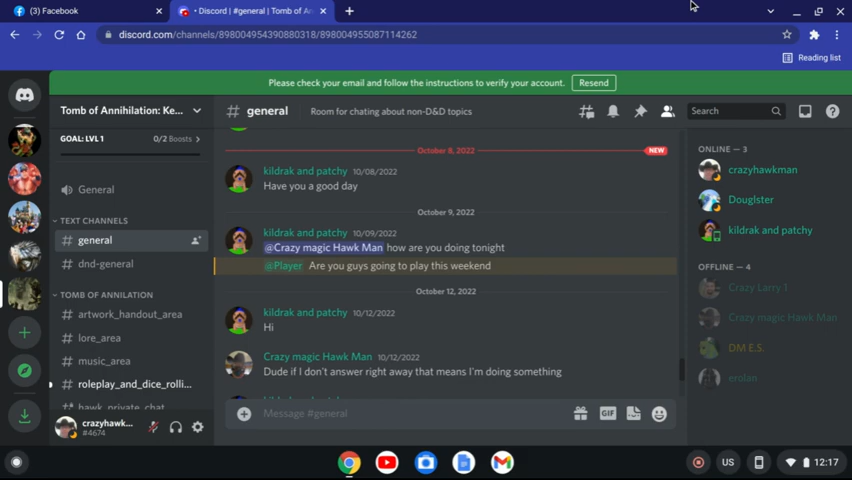 (3) Facebook
• Discord | #general | Tomb of An
discord.com/channels/898004954390880318/898004955087114262
Reading list
Please check your email and follow the instructions to verify your account.
Resend
Tomb of Annihilation: Ke...
# general
Room for chatting about non-D&D topics
Search
GOAL: LVL 1
0/2 Boosts
General
TEXT CHANNELS
# general
# dnd-general
TOMB OF ANNILATION
# artwork_handout_area
# lore_area
# music_area
# roleplay_and_dice_rolli...
# hawk_private_chat
crazyhawk...
#4674
October 8, 2022
NEW
kildrak and patchy 10/08/2022
Have you a good day
October 9, 2022
kildrak and patchy 10/09/2022
@Crazy magic Hawk Man how are you doing tonight
@Player Are you guys going to play this weekend
October 12, 2022
kildrak and patchy 10/12/2022
Hi
Crazy magic Hawk Man 10/12/2022
Dude if I don't answer right away that means I'm doing something
Message #general
GIF
ONLINE — 3
crazyhawkman
Douglster
kildrak and patchy
OFFLINE — 4
Crazy Larry 1
Crazy magic Hawk Man
DM E.S.
erolan
US
12:17